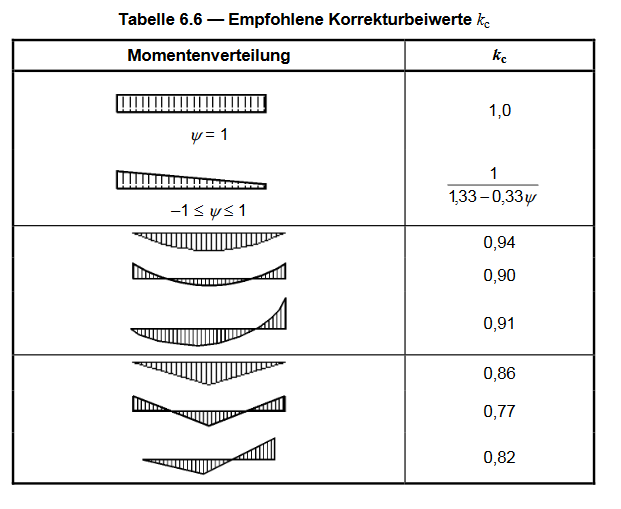 Tabelle 6.6 — Empfohlene Korrekturbeiwerte kc
Momentenverteilung kc
ψ = 1 1,0
–1 ≤ ψ ≤ 1 1
1,33 – 0,33ψ
0,94
0,90
0,91
0,86
0,77
0,82